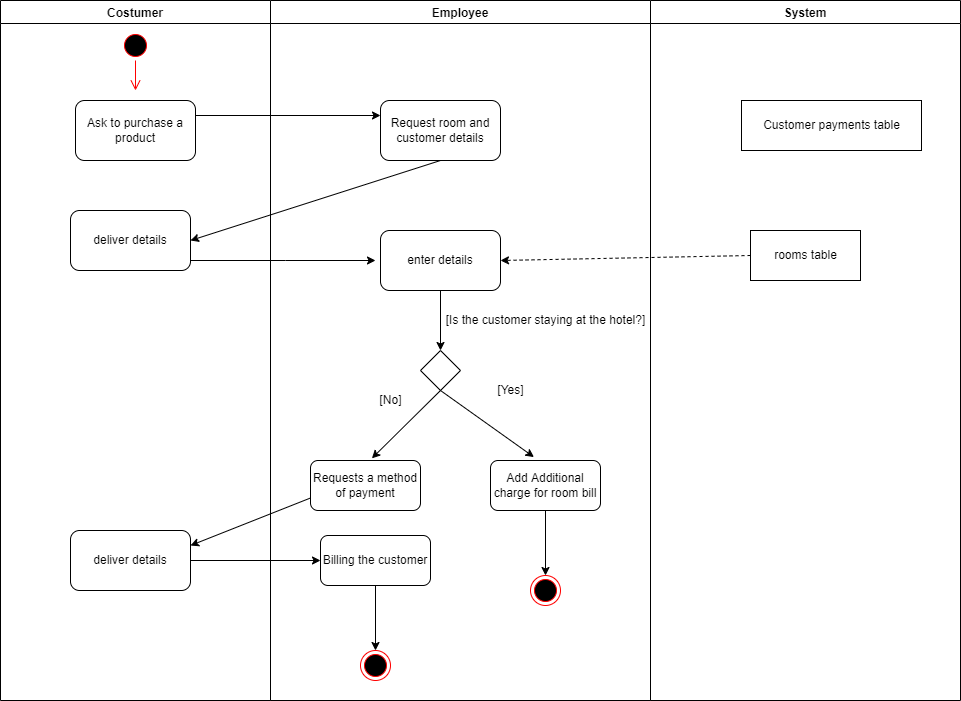 Costumer
Employee
System
Ask to purchase a
product
Request room and
customer details
Customer payments table
deliver details
enter details
rooms table
[Is the customer staying at the hotel?]
[No]
[Yes]
Requests a method
of payment
Add Additional
charge for room bill
deliver details
Billing the customer